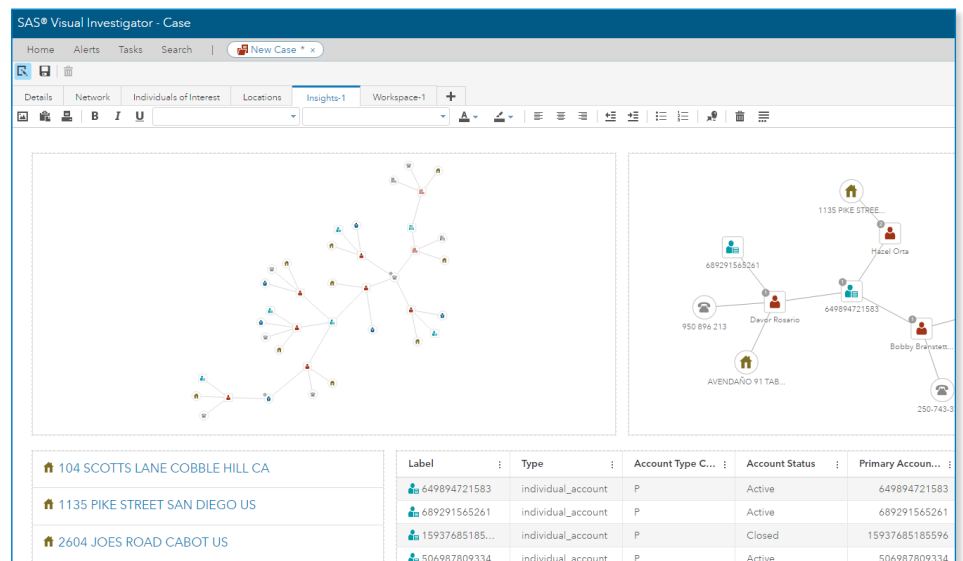 SAS® Visual Investigator - Case
Home Alerts Tasks Search | New Case * ×
Details Network Individuals of Interest Locations Insights-1 Workspace-1 +
B I U A
1135 PIKE STREE...
2
Hazel Orta
689291565261
1
649894721583
1
Davor Rosario
950 896 213
1
Bobby Branstett...
AVENDAÑO 91 TAB...
250-743-3
104 SCOTTS LANE COBBLE HILL CA
1135 PIKE STREET SAN DIEGO US
2604 JOES ROAD CABOT US
Label Type Account Type C... Account Status Primary Accoun...
649894721583 individual_account P Active 649894721583
689291565261 individual_account P Active 689291565261
15937685185... individual_account P Closed 15937685185596
506987809334 individual_account P Active 506987809334